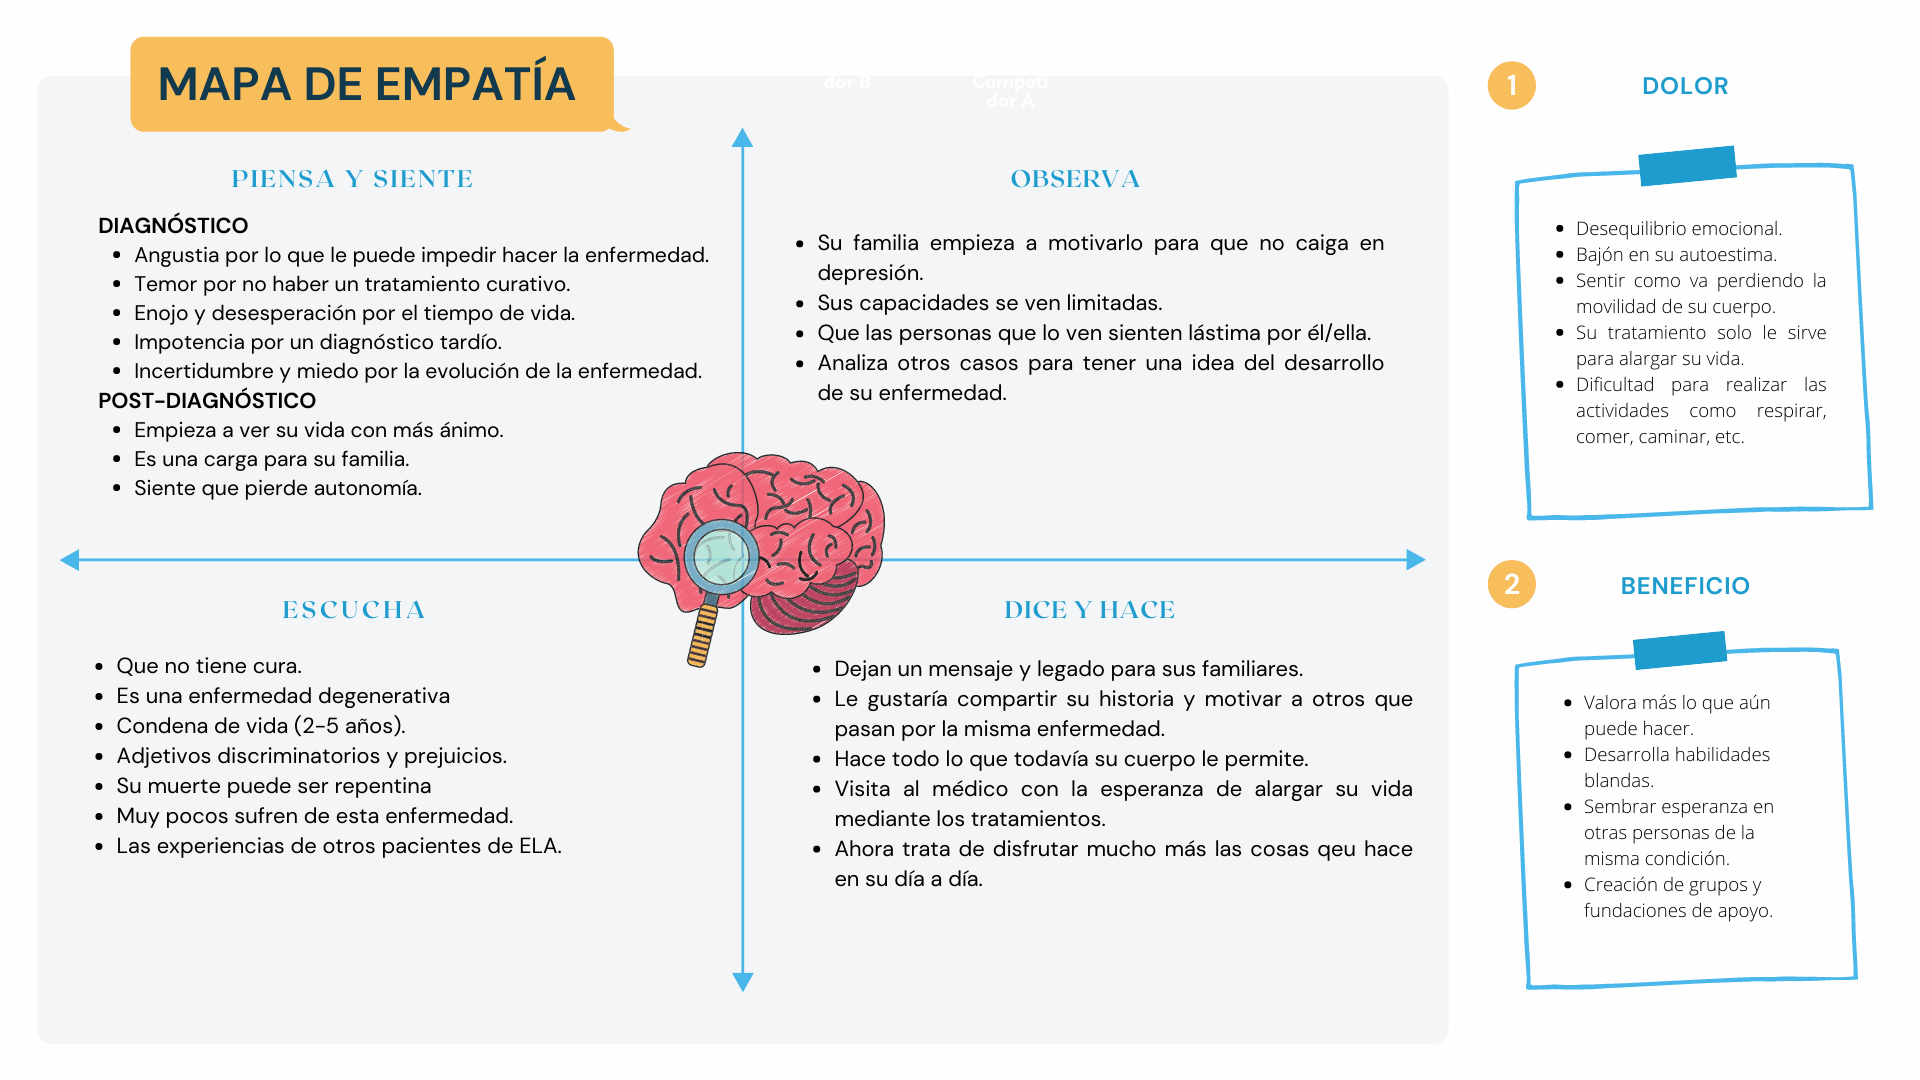 MAPA DE EMPATÍA
dor B
Competi
dor A
PIENSA Y SIENTE
DIAGNÓSTICO
Angustia por lo que le puede impedir hacer la enfermedad.
Temor por no haber un tratamiento curativo.
Enojo y desesperación por el tiempo de vida.
Impotencia por un diagnóstico tardío.
Incertidumbre y miedo por la evolución de la enfermedad.
POST-DIAGNÓSTICO
Empieza a ver su vida con más ánimo.
Es una carga para su familia.
Siente que pierde autonomía.
OBSERVA
Su familia empieza a motivarlo para que no caiga en
depresión.
Sus capacidades se ven limitadas.
Que las personas que lo ven sienten lástima por él/ella.
Analiza otros casos para tener una idea del desarrollo
de su enfermedad.
ESCUCHA
Que no tiene cura.
Es una enfermedad degenerativa
Condena de vida (2-5 años).
Adjetivos discriminatorios y prejuicios.
Su muerte puede ser repentina
Muy pocos sufren de esta enfermedad.
Las experiencias de otros pacientes de ELA.
DICE Y HACE
Dejan un mensaje y legado para sus familiares.
Le gustaría compartir su historia y motivar a otros que
pasan por la misma enfermedad.
Hace todo lo que todavía su cuerpo le permite.
Visita al médico con la esperanza de alargar su vida
mediante los tratamientos.
Ahora trata de disfrutar mucho más las cosas qeu hace
en su día a día.
1
DOLOR
Desequilibrio emocional.
Bajón en su autoestima.
Sentir como va perdiendo la
movilidad de su cuerpo.
Su tratamiento solo le sirve
para alargar su vida.
Dificultad para realizar las
actividades como respirar,
comer, caminar, etc.
2
BENEFICIO
Valora más lo que aún
puede hacer.
Desarrolla habilidades
blandas.
Sembrar esperanza en
otras personas de la
misma condición.
Creación de grupos y
fundaciones de apoyo.